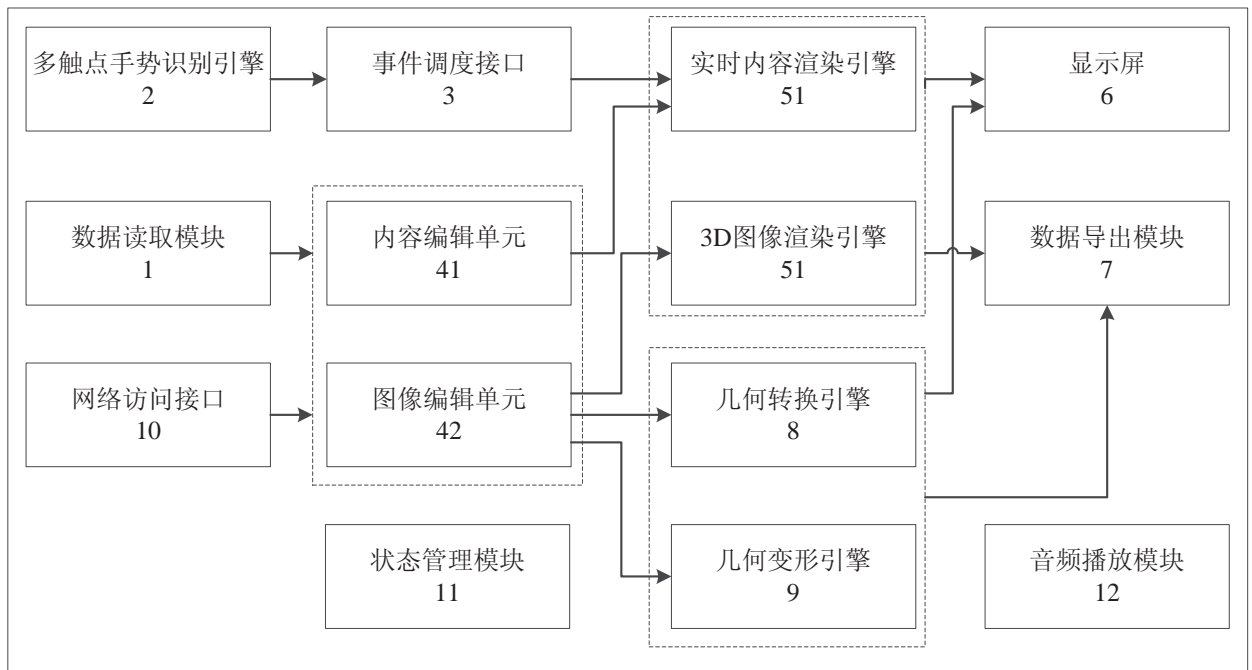 多触点手势识别引擎
2
事件调度接口
3
实时内容渲染引擎
51
显示屏
6
数据读取模块
1
内容编辑单元
41
3D图像渲染引擎
51
数据导出模块
7
网络访问接口
10
图像编辑单元
42
几何转换引擎
8
状态管理模块
11
几何变形引擎
9
音频播放模块
12